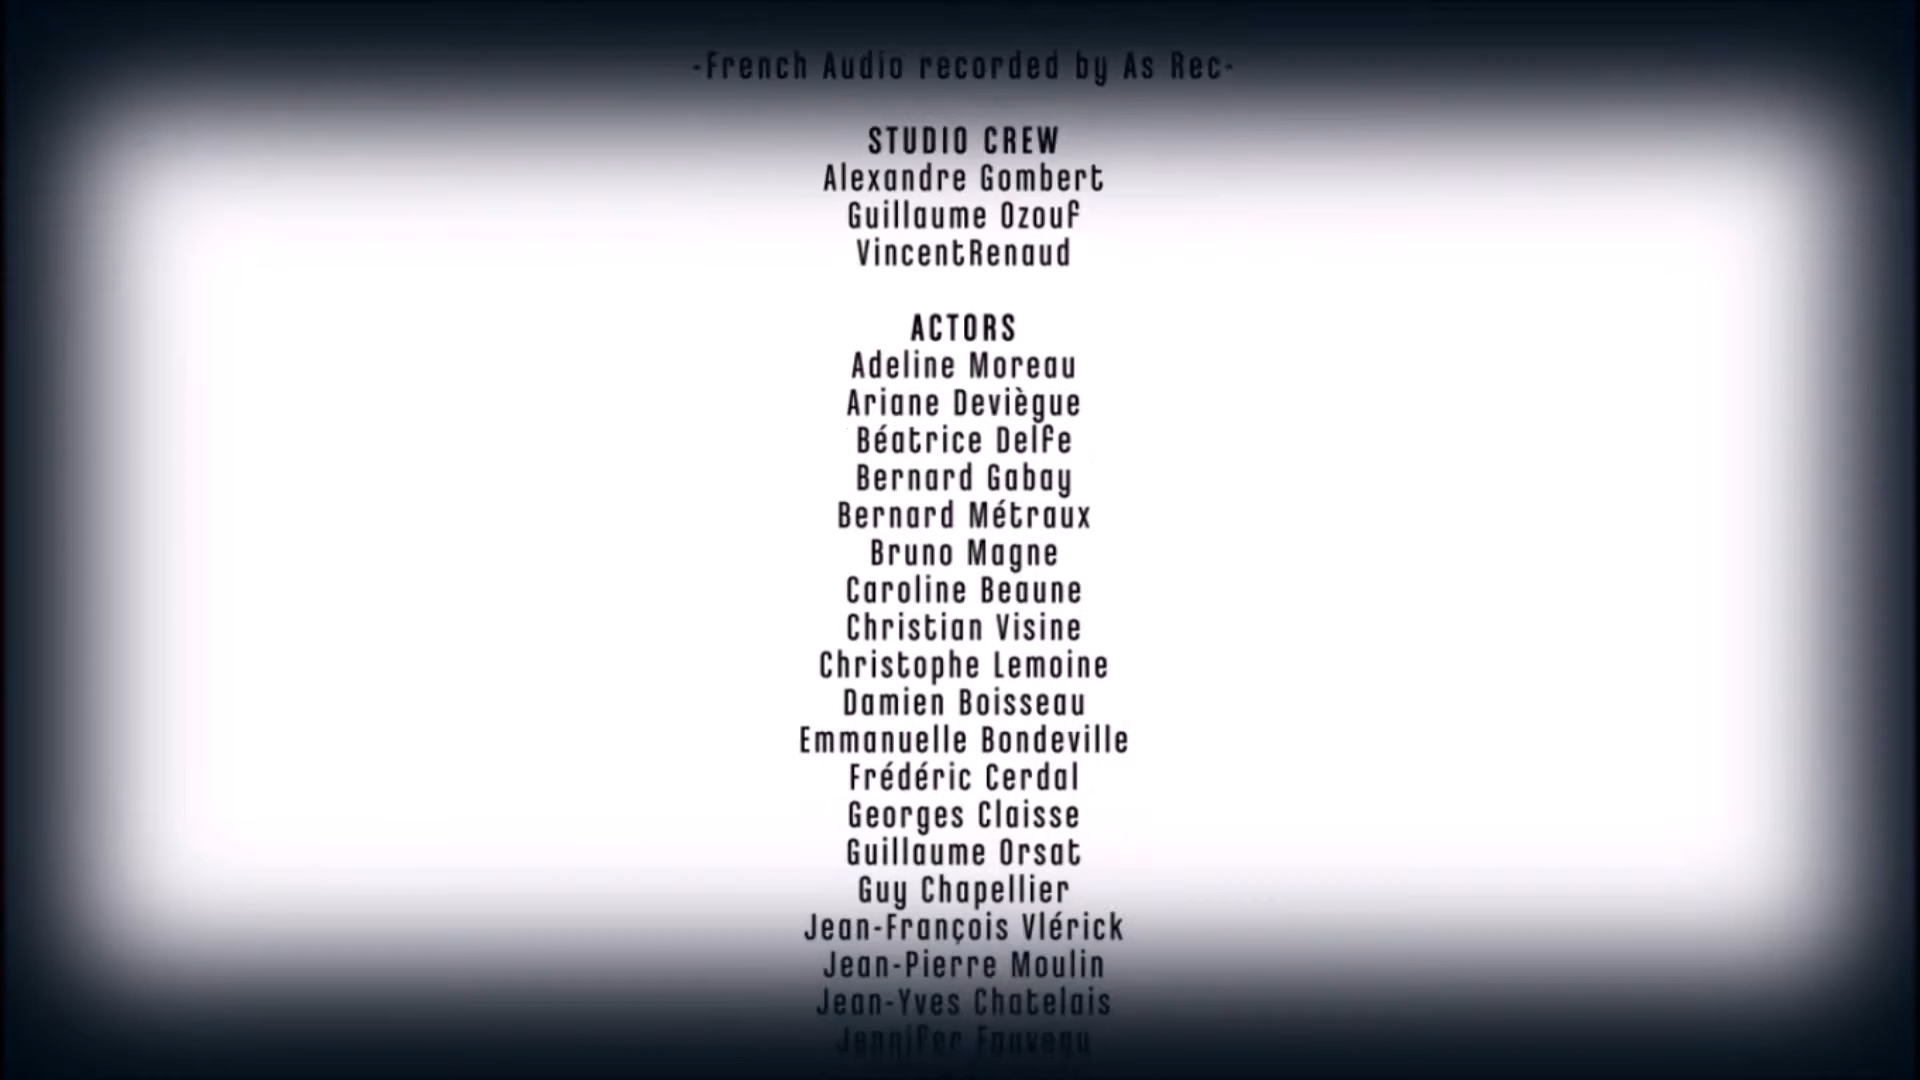 -French Audio recorded by As Rec-
STUDIO CREW
Alexandre Gombert
Guillaume Ozouf
VincentRenaud
ACTORS
Adeline Moreau
Ariane Deviègue
Béatrice Delfe
Bernard Gabay
Bernard Métraux
Bruno Magne
Caroline Beaune
Christian Visine
Christophe Lemoine
Damien Boisseau
Emmanuelle Bondeville
Frédéric Cerdal
Georges Claisse
Guillaume Orsat
Guy Chapellier
Jean-François Vlérick
Jean-Pierre Moulin
Jean-Yves Chatelais
Jennifer Fauveau